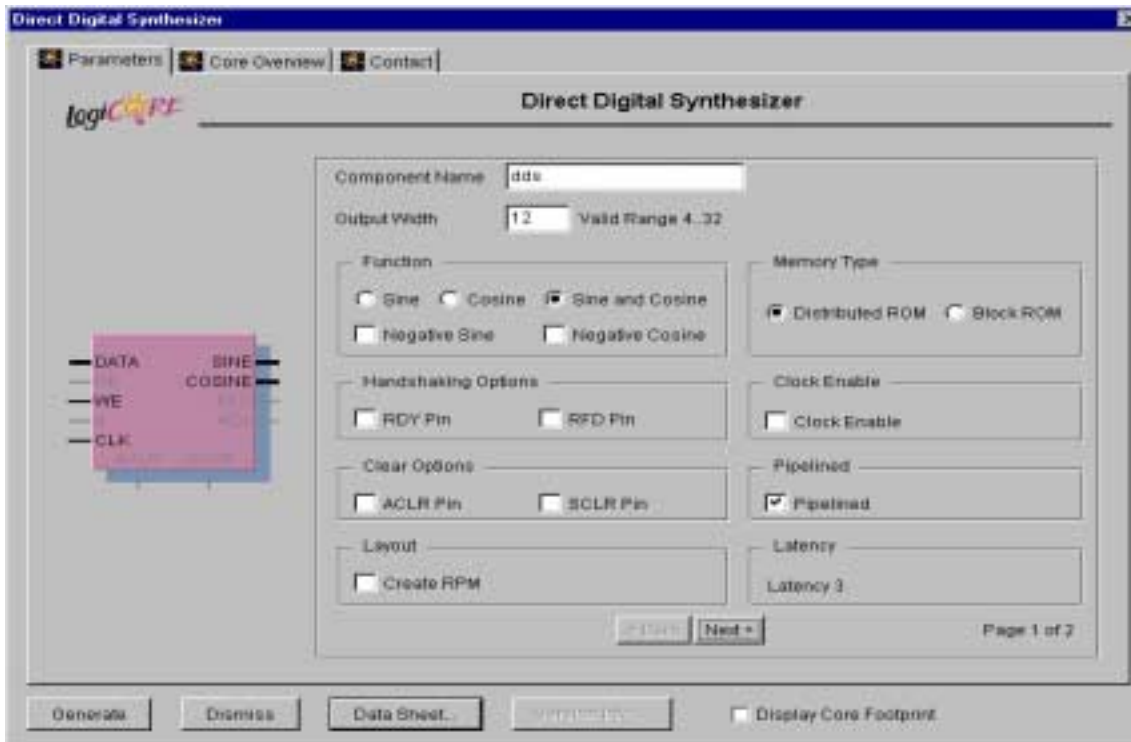 Direct Digital Synthesizer
Parameters Core Overview Contact
LogiCORE
Direct Digital Synthesizer
Component Name dds
Output Width 12 Valid Range 4..32
Function
Sine Cosine Sine and Cosine
Negative Sine Negative Cosine
Memory Type
Distributed ROM Block ROM
DATA SINE
COSINE
WE
CLK
Handshaking Options
RDY Pin RFD Pin
Clock Enable
Clock Enable
Clear Options
ACLR Pin SCLR Pin
Pipelined
Pipelined
Layout
Create RPM
Latency
Latency 3
Next
Page 1 of 2
Generate Dismiss Data Sheet... Display Core Footprint